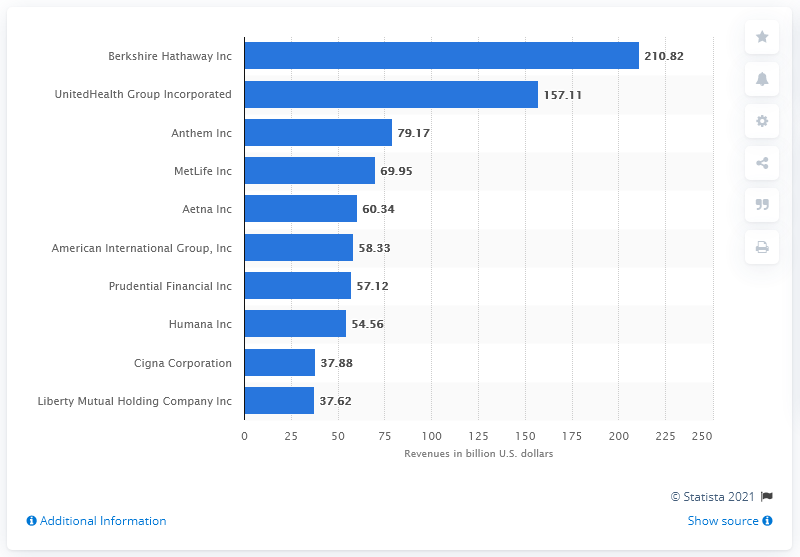 Berkshire Hathaway Inc 210.82
UnitedHealth Group Incorporated 157.11
Anthem Inc 79.17
MetLife Inc 69.95
Aetna Inc 60.34
American International Group, Inc 58.33
Prudential Financial Inc 57.12
Humana Inc 54.56
Cigna Corporation 37.88
Liberty Mutual Holding Company Inc 37.62
0 25 50 75 100 125 150 175 200 225 250
Revenues in billion U.S. dollars
© Statista 2021
Additional Information Show source